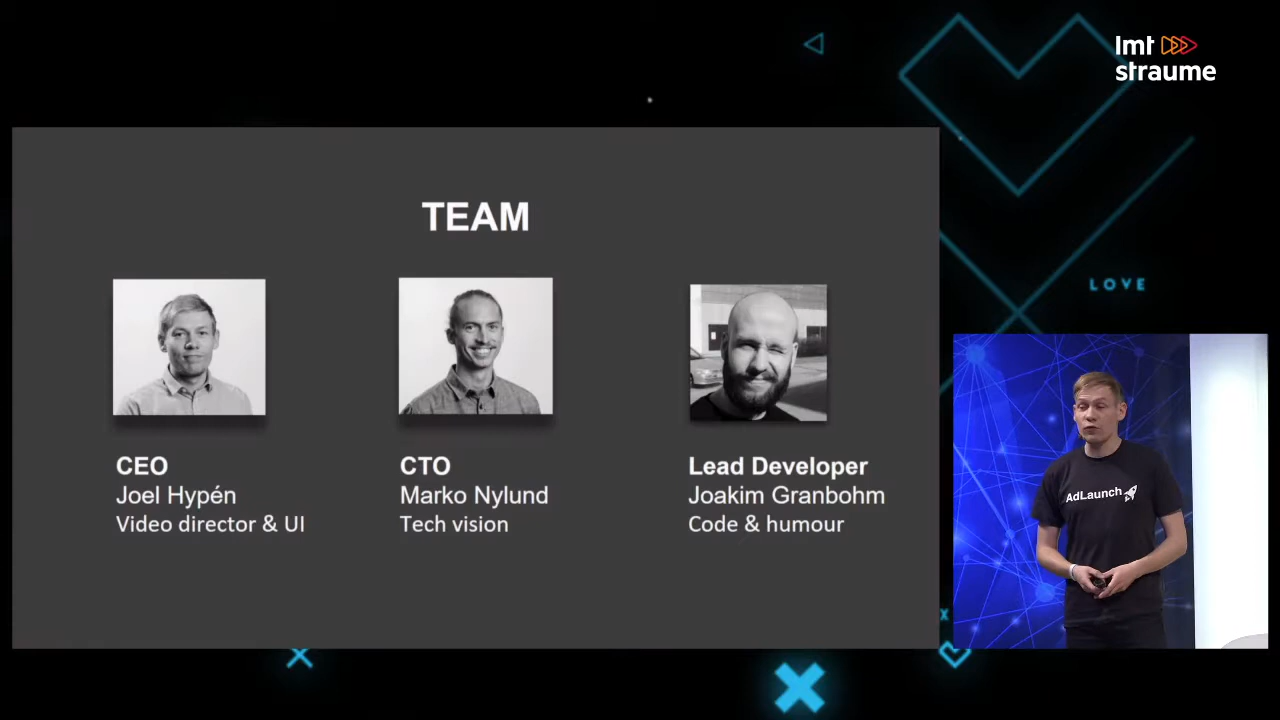 lmt
straume
TEAM
CEO
Joel Hypén
Video director & UI
CTO
Marko Nylund
Tech vision
Lead Developer
Joakim Granbohm
Code & humour
LOVE
AdLaunch